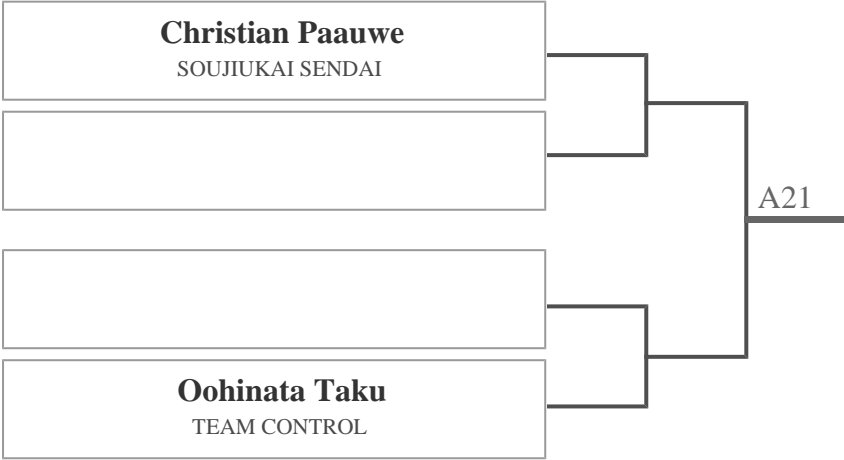 Christian Paauwe
SOUJIUKAI SENDAI
A21
Oohinata Taku
TEAM CONTROL